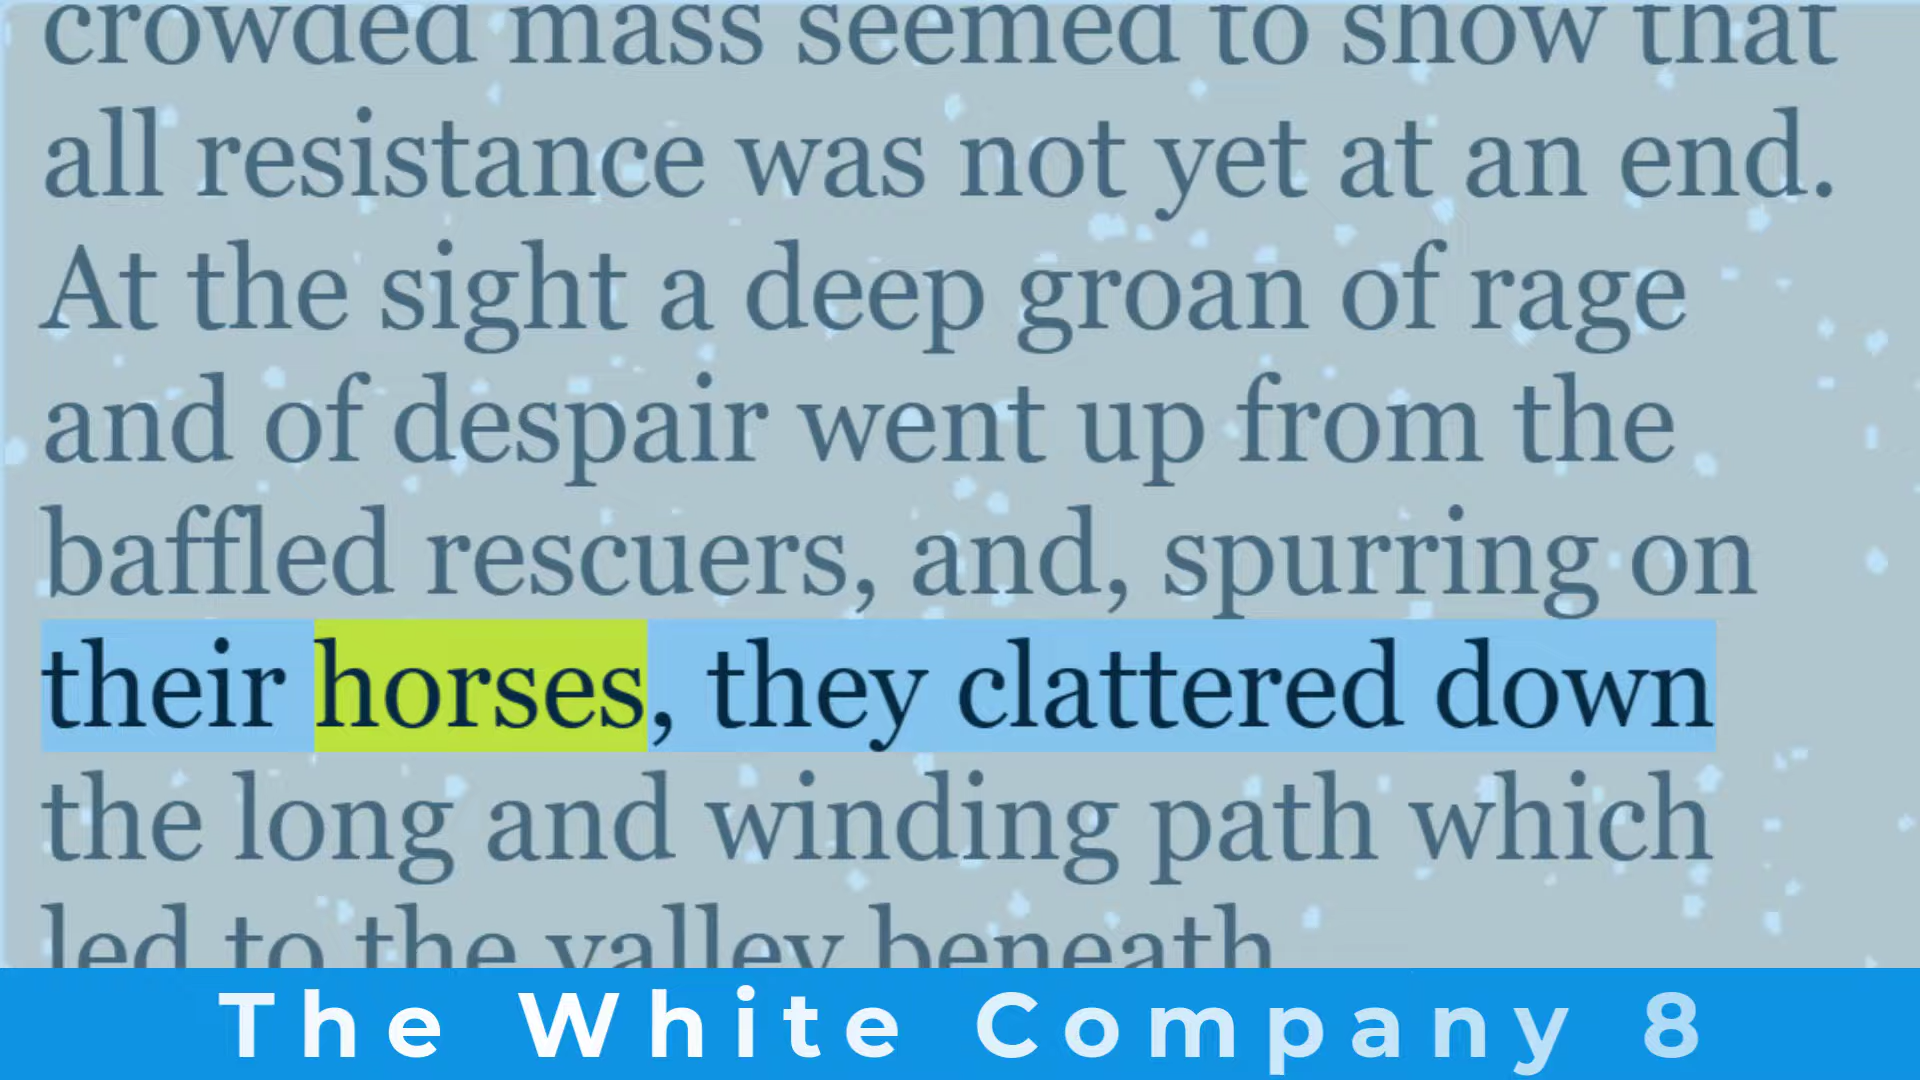 crowded mass seemed to show that
all resistance was not yet at an end.
At the sight a deep groan of rage
and of despair went up from the
baffled rescuers, and, spurring on
their horses, they clattered down
the long and winding path which
led to the valley beneath
The White Company 8